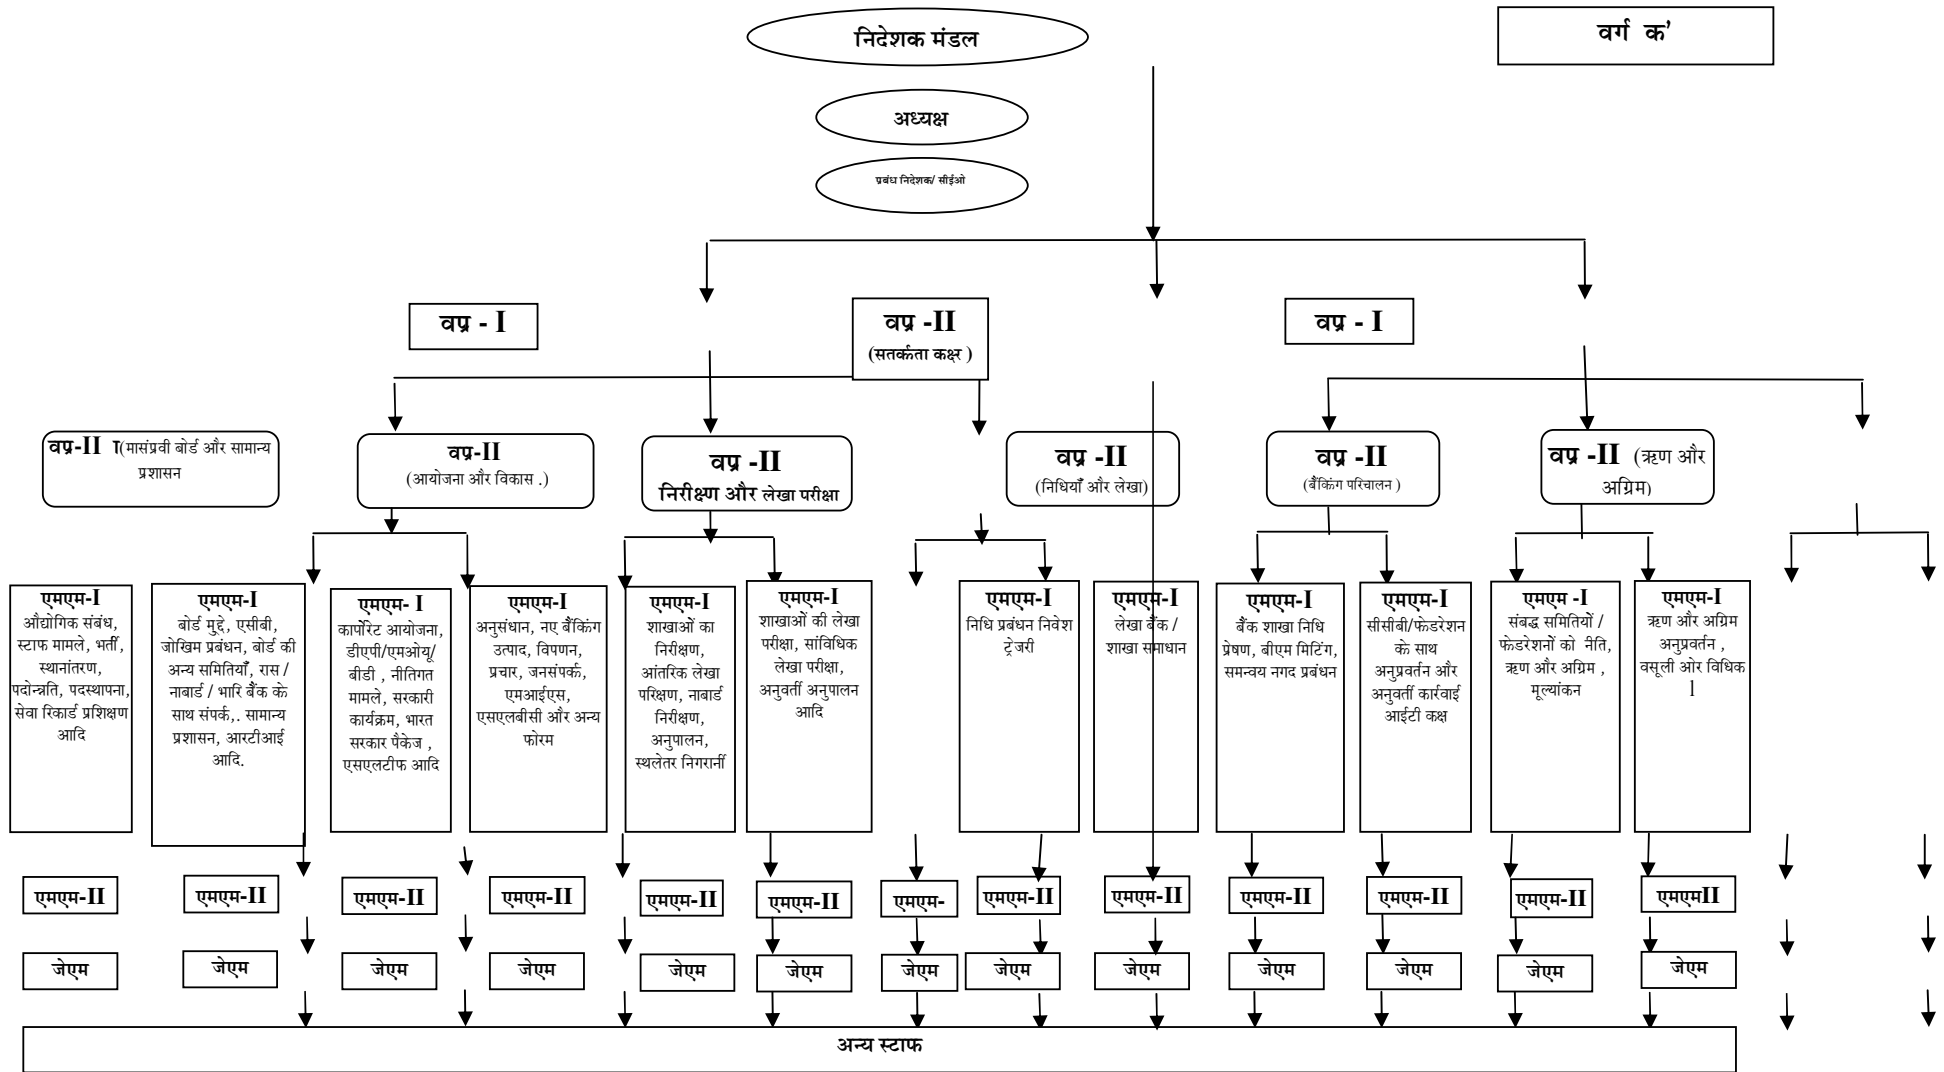 निदेशक मंडल
वर्ग क'
अध्यक्ष
प्रबंध निदेशक/ सीईओ
वप्र - I
वप्र -II
(सतर्कता कक्ष )
वप्र - I
वप्र-II ा(मासंप्रवी बोर्ड और सामान्य
प्रशासन
वप्र-II
(आयोजना और विकास .)
वप्र -II
निरीक्ष्ण और लेखा परीक्षा
वप्र -II
(निधियाँ और लेखा)
वप्र -II
(बैंकिंग परिचालन )
वप्र -II (ऋण और
अग्रिम)
एमएम-I
औद्योगिक संबंध,
स्टाफ मामले, भर्ती,
स्थानांतरण,
पदोन्नति, पदस्थापना,
सेवा रिकार्ड प्रशिक्षण
आदि
एमएम-I
बोर्ड मुद्दे, एसीबी,
जोखिम प्रबंधन, बोर्ड की
अन्य समितियाँ, रास /
नाबार्ड / भारि बैंक के
साथ संपर्क,. सामान्य
प्रशासन, आरटीआई
आदि.
एमएम- I
कार्पोरेट आयोजना,
डीएपी/एमओयू/
बीडी , नीतिगत
मामले, सरकारी
कार्यक्रम, भारत
सरकार पैकेज ,
एसएलटीफ आदि
एमएम-I
अनुसंधान, नए बैंकिंग
उत्पाद, विपणन,
प्रचार, जनसंपर्क,
एमआईएस,
एसएलबीसी और अन्य
फोरम
एमएम-I
शाखाओं का
निरीक्षण,
आंतरिक लेखा
परिक्षण, नाबार्ड
निरीक्षण,
अनुपालन,
स्थलेतर निगरानी
एमएम-I
शाखाओं की लेखा
परीक्षा, सांविधिक
लेखा परीक्षा,
अनुवर्ती अनुपालन
आदि
एमएम-I
निधि प्रबंधन निवेश
ट्रेजरी
एमएम-I
लेखा बैंक /
शाखा समाधान
एमएम-I
बैंक शाखा निधि
प्रेषण, बीएम मिटिंग,
समन्वय नगद प्रबंधन
एमएम-I
सीसीबी/फेडरेशन
के साथ
अनुप्रवर्तन और
अनुवर्ती कार्रवाई
आईटी कक्ष
एमएम -I
संबद्ध समितियों /
फेडरेशनों को नीति,
ऋण और अग्रिम ,
मूल्यांकन
एमएम-I
ऋण और अग्रिम
अनुप्रवर्तन ,
वसूली ओर विधिक
l
एमएम-II
एमएम-II
एमएम-II
एमएम-II
एमएम-II
एमएम-II
एमएम-
एमएम-II
एमएम-II
एमएम-II
एमएम-II
एमएम-II
एमएमII
जेएम
जेएम
जेएम
जेएम
जेएम
जेएम
जेएम
जेएम
जेएम
जेएम
जेएम
जेएम
जेएम
अन्य स्टाफ